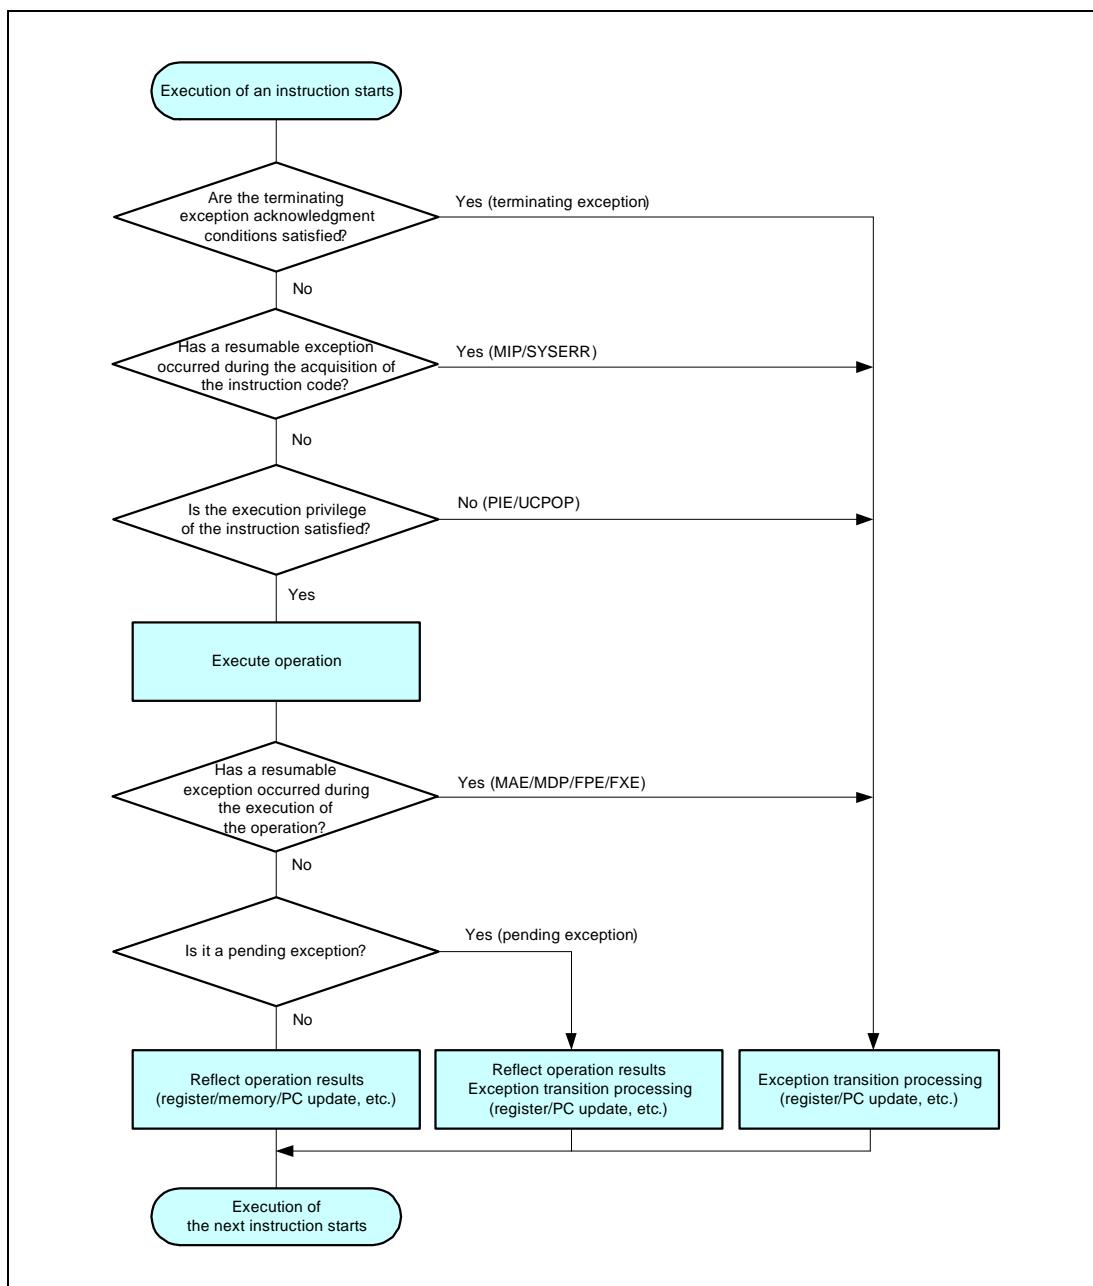 Execution of an instruction starts
Are the terminating
exception acknowledgment
conditions satisfied?
Yes (terminating exception)
No
Has a resumable exception
occurred during the acquisition of
the instruction code?
Yes (MIP/SYSERR)
No
Is the execution privilege
of the instruction satisfied?
No (PIE/UCPOP)
Yes
Execute operation
Has a resumable
exception occurred during
the execution of
the operation?
Yes (MAE/MDP/FPE/FXE)
No
Is it a pending exception?
Yes (pending exception)
No
Reflect operation results
(register/memory/PC update, etc.)
Reflect operation results
Exception transition processing
(register/PC update, etc.)
Exception transition processing
(register/PC update, etc.)
Execution of
the next instruction starts